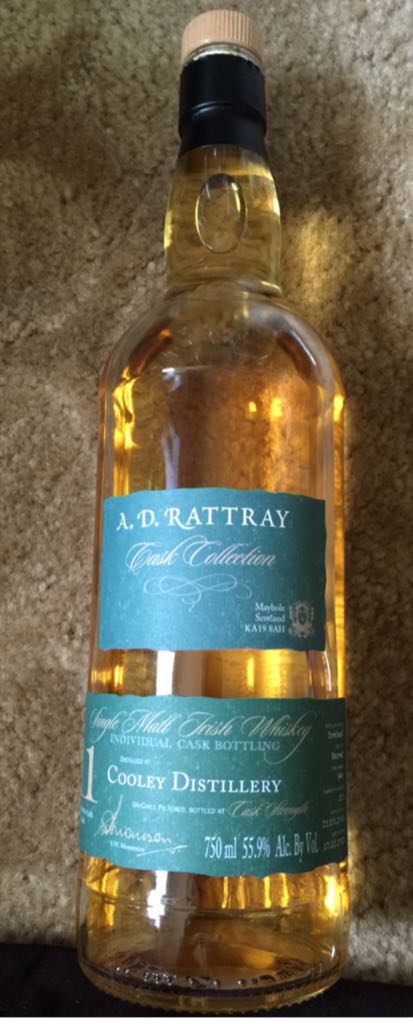 A. D. RATTRAY
Cask Collection
Maybole
Scotland
KA19 8AH
Single Malt Irish Whiskey
INDIVIDUAL CASK BOTTLING
DISTILLED AT
COOLEY DISTILLERY
1
UN-CHILL FILTERED, BOTTLED AT Cask Strength
750 ml 55.9% Alc. By Vol.